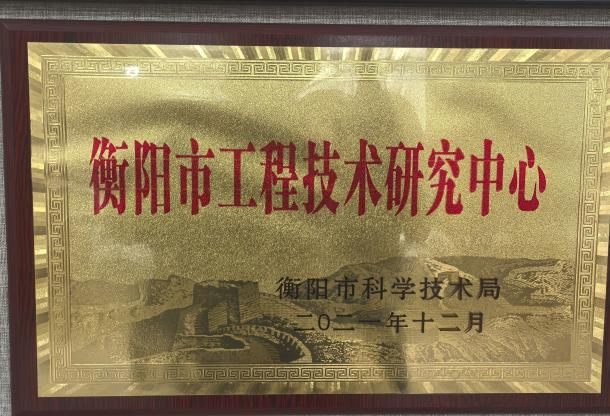 衡阳市工程技术研究中心
衡阳市科学技术局
二〇二一年十二月